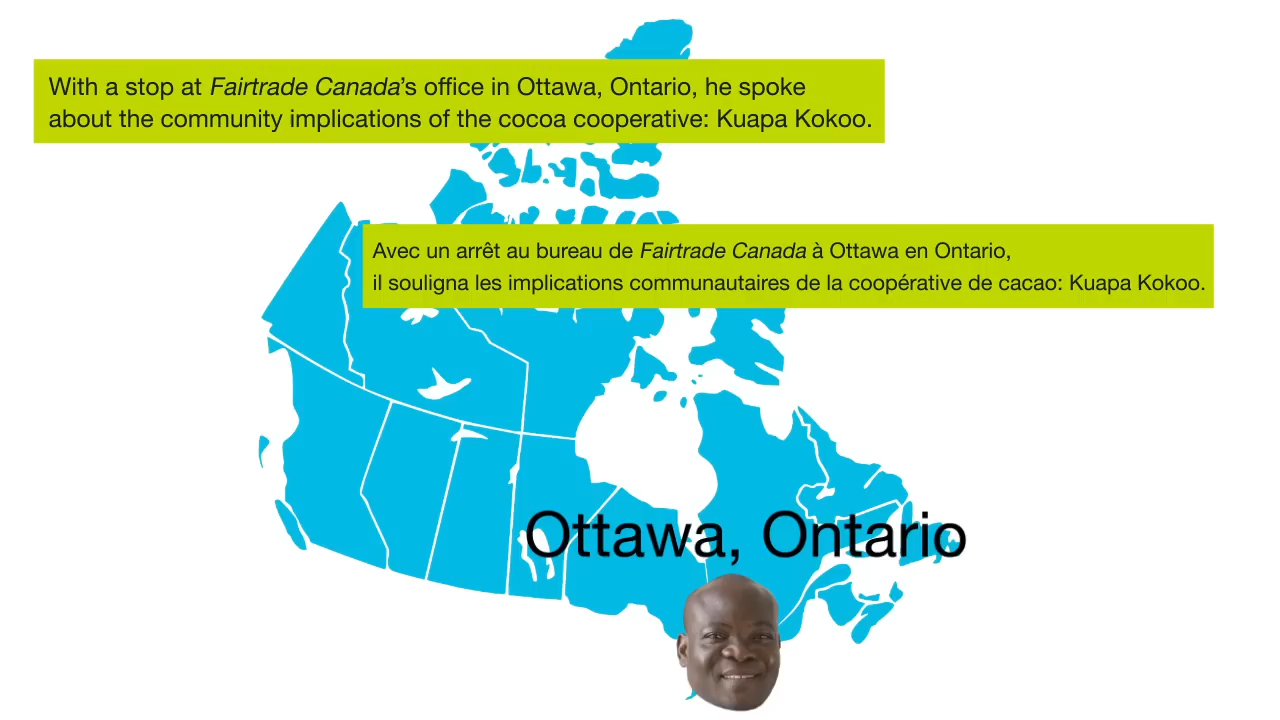 With a stop at Fairtrade Canada's office in Ottawa, Ontario, he spoke
about the community implications of the cocoa cooperative: Kuapa Kokoo.
Avec un arrêt au bureau de Fairtrade Canada à Ottawa en Ontario,
il souligna les implications communautaires de la coopérative de cacao: Kuapa Kokoo.
Ottawa, Ontario